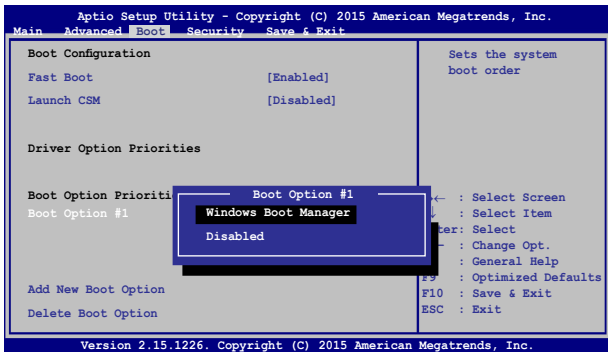 Aptio Setup Utility - Copyright (C) 2015 American Megatrends, Inc.
Main Advanced Boot Security Save & Exit
Boot Configuration
Fast Boot [Enabled]
Launch CSM [Disabled]
Driver Option Priorities
Boot Option Prioriti
Boot Option #1
Add New Boot Option
Delete Boot Option
Boot Option #1
Windows Boot Manager
Disabled
Sets the system
boot order
← : Select Screen
↓ : Select Item
ter: Select
: Change Opt.
: General Help
F9 : Optimized Defaults
F10 : Save & Exit
ESC : Exit
Version 2.15.1226. Copyright (C) 2015 American Megatrends, Inc.